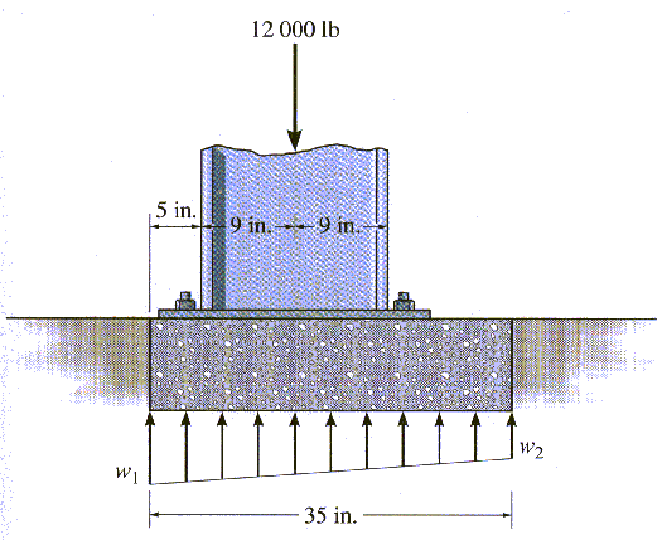 12 000 lb
5 in.
9 in.
9 in.
w₁
w₂
35 in.